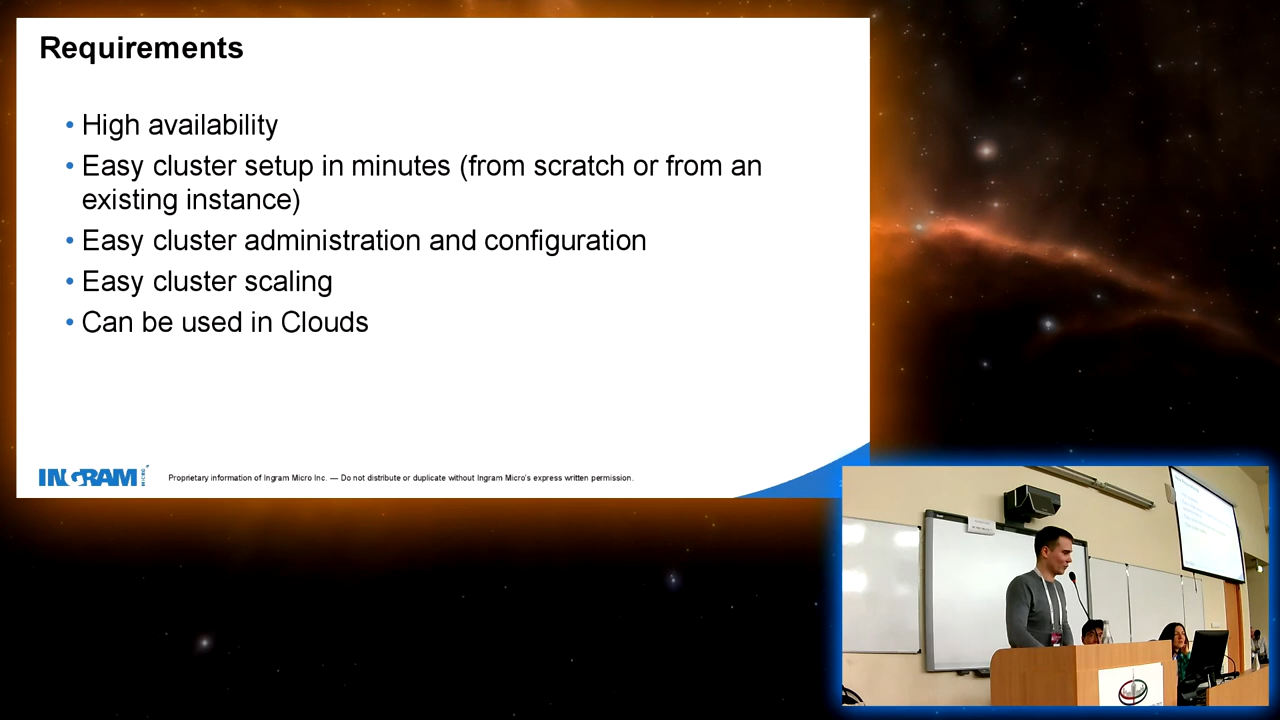 Requirements
• High availability
• Easy cluster setup in minutes (from scratch or from an
existing instance)
• Easy cluster administration and configuration
• Easy cluster scaling
• Can be used in Clouds
INGRAM MICRO
Proprietary information of Ingram Micro Inc. — Do not distribute or duplicate without Ingram Micro's express written permission.